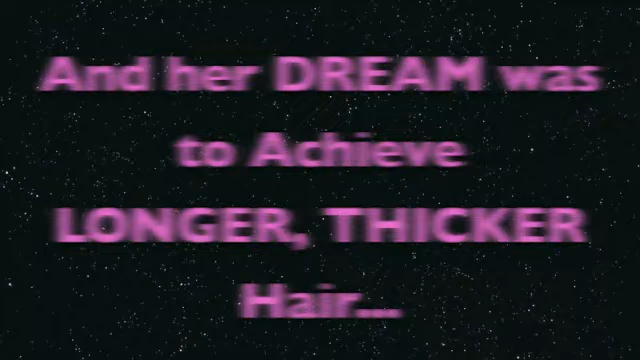 And her DREAM was
to Achieve
LONGER, THICKER
Hair...